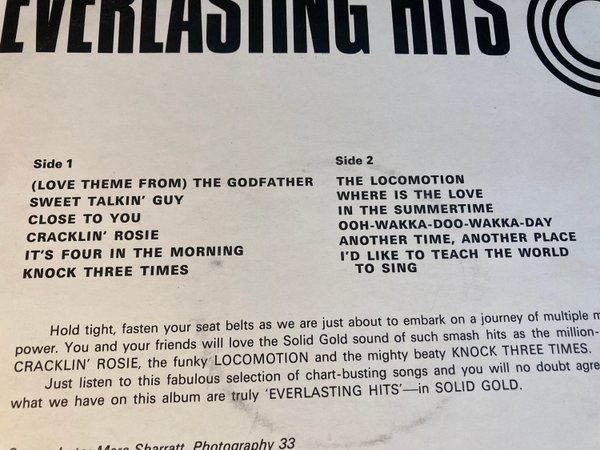 EVERLASTING HITS
Side 1
(LOVE THEME FROM) THE GODFATHER
SWEET TALKIN' GUY
CLOSE TO YOU
CRACKLIN' ROSIE
IT'S FOUR IN THE MORNING
KNOCK THREE TIMES
Side 2
THE LOCOMOTION
WHERE IS THE LOVE
IN THE SUMMERTIME
OOH-WAKKA-DOO-WAKKA-DAY
ANOTHER TIME, ANOTHER PLACE
I'D LIKE TO TEACH THE WORLD
TO SING
Hold tight, fasten your seat belts as we are just about to embark on a journey of multiple
power. You and your friends will love the Solid Gold sound of such smash hits as the million-
CRACKLIN' ROSIE, the funky LOCOMOTION and the mighty beaty KNOCK THREE TIMES.
Just listen to this fabulous selection of chart-busting songs and you will no doubt agre
what we have on this album are truly 'EVERLASTING HITS'—in SOLID GOLD.
Sharratt, Photography 33